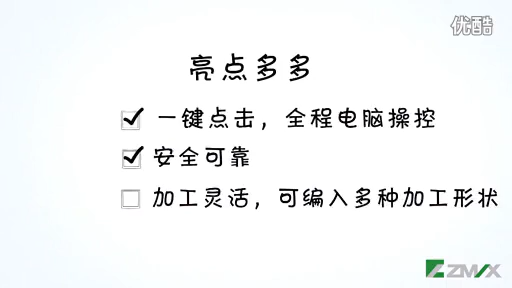 优酷
亮点多多
一键点击，全程电脑操控
安全可靠
加工灵活，可编入多种加工形状
ZMAX